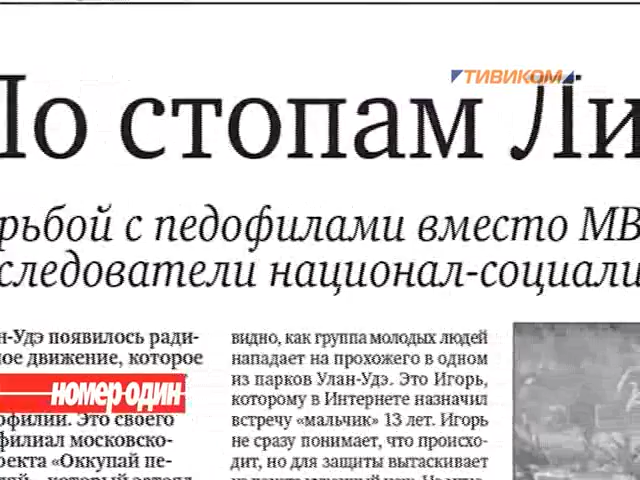 ТИВИКОМ
По стопам Ли
рьбой с педофилами вместо МВ
следователи национал-социали
н-Удэ появилось ради-
ное движение, которое
номер-один
офилии. Это своего
филиал московско-
оекта «Оккупай пе-
видно, как группа молодых людей
нападает на прохожего в одном
из парков Улан-Удэ. Это Игорь,
которому в Интернете назначил
встречу «мальчик» 13 лет. Игорь
не сразу понимает, что происхо-
дит, но для защиты вытаскивает